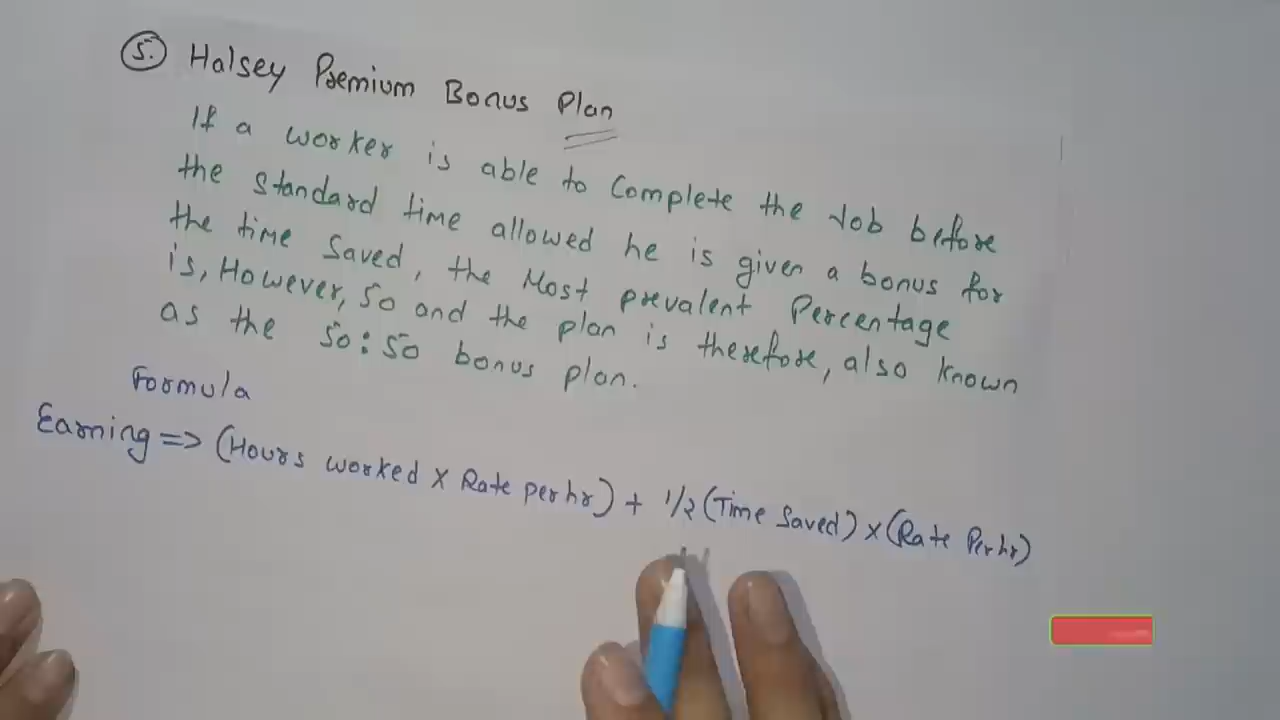 5. Halsey Premium Bonus Plan
If a worker is able to Complete the Job before
the Standard time allowed he is given a bonus for
the time Saved, the Most prevalent Percentage
is, However, 50 and the plan is therefore, also known
as the 50:50 bonus plan.
Formula
Earning => (Hours worked x Rate per hr) + 1/2 (Time Saved) x (Rate Per hr)